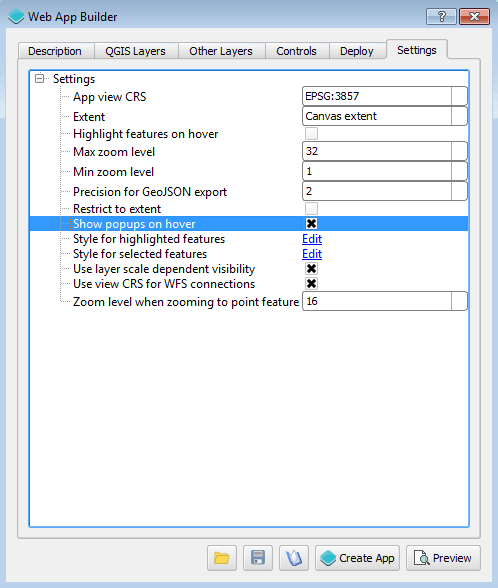 Web App Builder
Description QGIS Layers Other Layers Controls Deploy Settings
Settings
App view CRS EPSG:3857
Extent Canvas extent
Highlight features on hover
Max zoom level 32
Min zoom level 1
Precision for GeoJSON export 2
Restrict to extent
Show popups on hover
Style for highlighted features Edit
Style for selected features Edit
Use layer scale dependent visibility
Use view CRS for WFS connections
Zoom level when zooming to point feature 16
Create App Preview